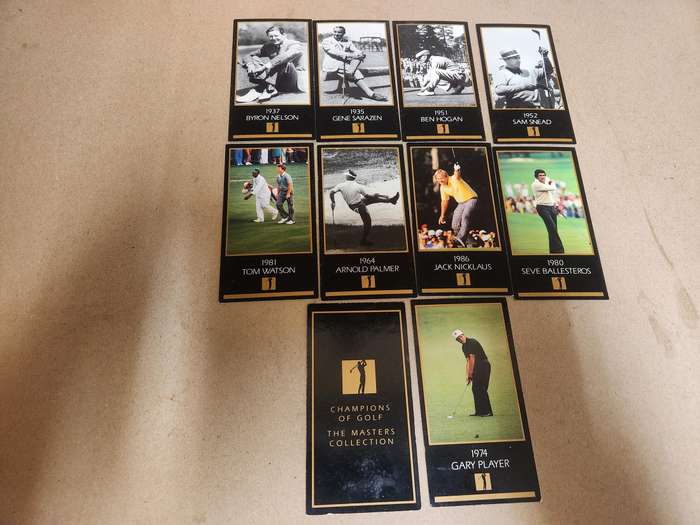 1937
BYRON NELSON
1935
GENE SARAZEN
1951
BEN HOGAN
1952
SAM SNEAD
1981
TOM WATSON
1964
ARNOLD PALMER
1986
JACK NICKLAUS
1980
SEVE BALLESTEROS
CHAMPIONS
OF GOLF
THE MASTERS
COLLECTION
1974
GARY PLAYER